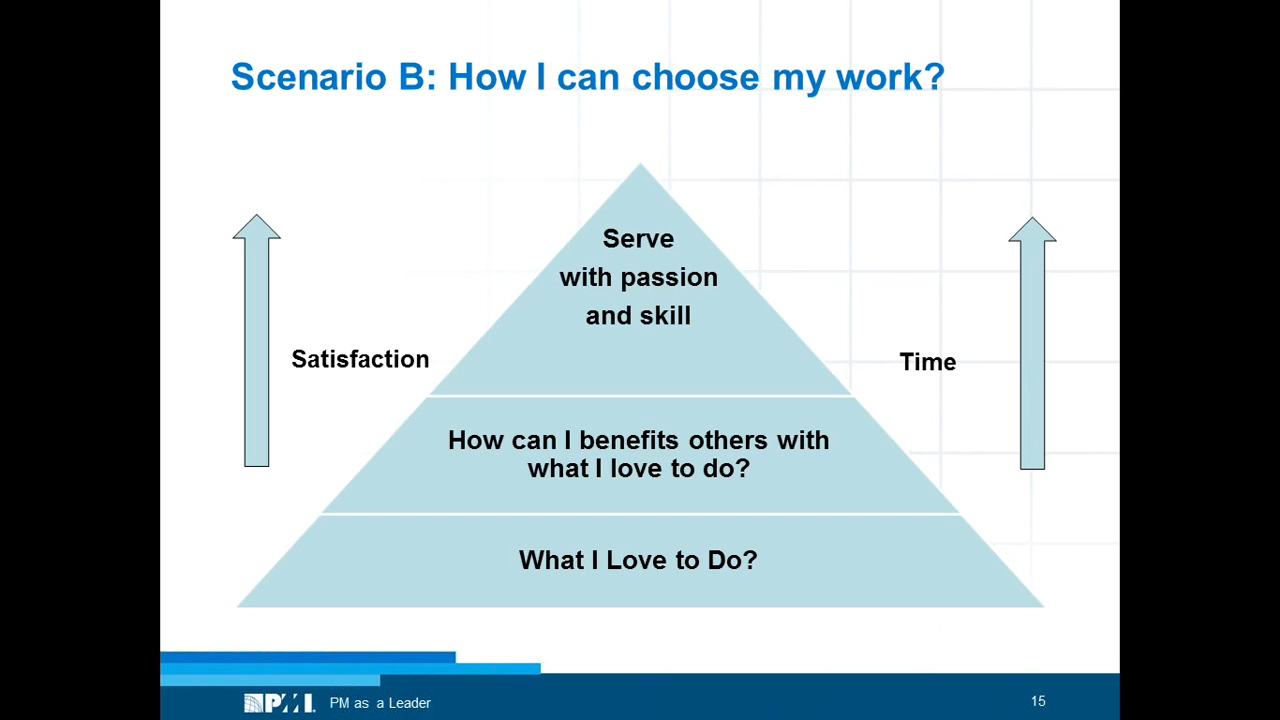 Scenario B: How I can choose my work?
Serve
with passion
and skill
Satisfaction
Time
How can I benefits others with
what I love to do?
What I Love to Do?
PMI.
PM as a Leader
15